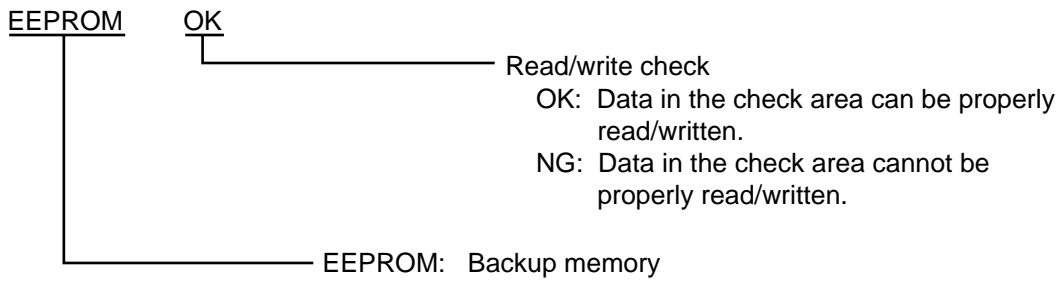 EEPROM OK
Read/write check
OK: Data in the check area can be properly
read/written.
NG: Data in the check area cannot be
properly read/written.
EEPROM: Backup memory